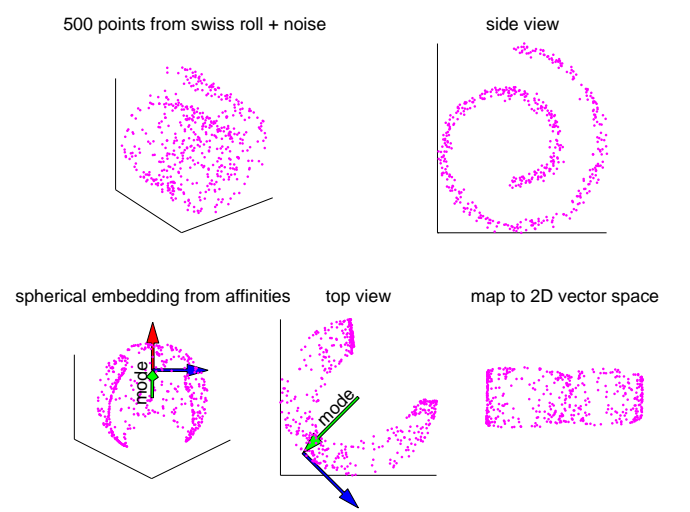 500 points from swiss roll + noise
side view
spherical embedding from affinities
top view
map to 2D vector space
mode
mode